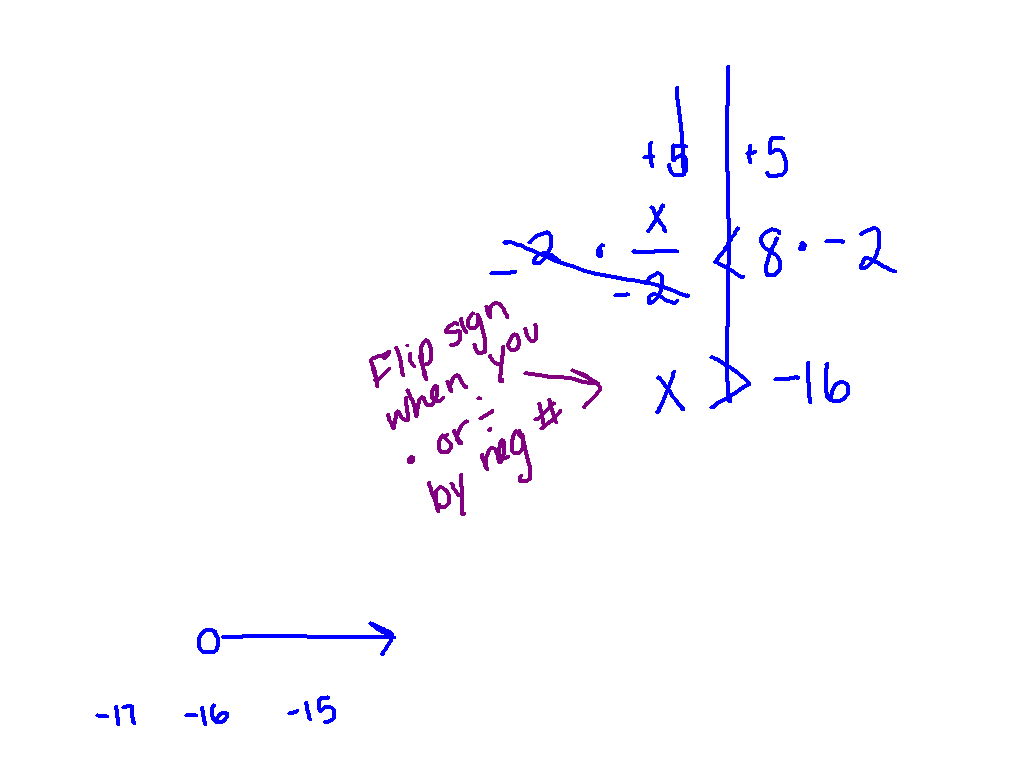 +5 +5
-2 · x/-2 < 8 · -2
x > -16
Flip sign
when you
· or ÷
by neg #
-17 -16 -15